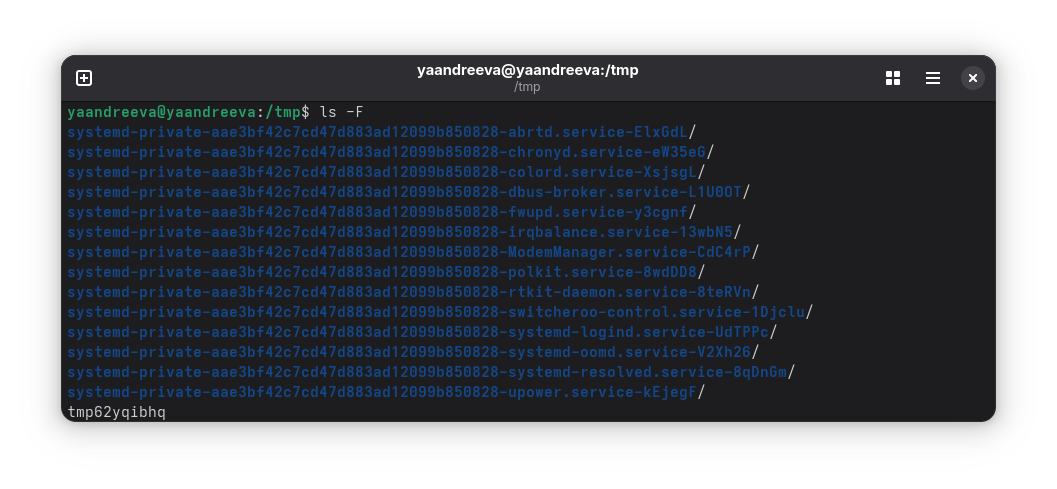 yaandreeva@yaandreeva:/tmp
/tmp
yaandreeva@yaandreeva:/tmp$ ls -F
systemd-private-aae3bf42c7cd47d883ad12099b850828-abrtd.service-ElxGdL/
systemd-private-aae3bf42c7cd47d883ad12099b850828-chronyd.service-eW35eG/
systemd-private-aae3bf42c7cd47d883ad12099b850828-colord.service-XsjsgL/
systemd-private-aae3bf42c7cd47d883ad12099b850828-dbus-broker.service-L1U0OT/
systemd-private-aae3bf42c7cd47d883ad12099b850828-fwupd.service-y3cgnf/
systemd-private-aae3bf42c7cd47d883ad12099b850828-irqbalance.service-13wbN5/
systemd-private-aae3bf42c7cd47d883ad12099b850828-ModemManager.service-CdC4rP/
systemd-private-aae3bf42c7cd47d883ad12099b850828-polkit.service-8wdDD8/
systemd-private-aae3bf42c7cd47d883ad12099b850828-rtkit-daemon.service-8teRVn/
systemd-private-aae3bf42c7cd47d883ad12099b850828-switcheroo-control.service-1Djclu/
systemd-private-aae3bf42c7cd47d883ad12099b850828-systemd-logind.service-UdTPPc/
systemd-private-aae3bf42c7cd47d883ad12099b850828-systemd-oomd.service-V2Xh26/
systemd-private-aae3bf42c7cd47d883ad12099b850828-systemd-resolved.service-8qDnGm/
systemd-private-aae3bf42c7cd47d883ad12099b850828-upower.service-kEjegF/
tmp62yqibhq